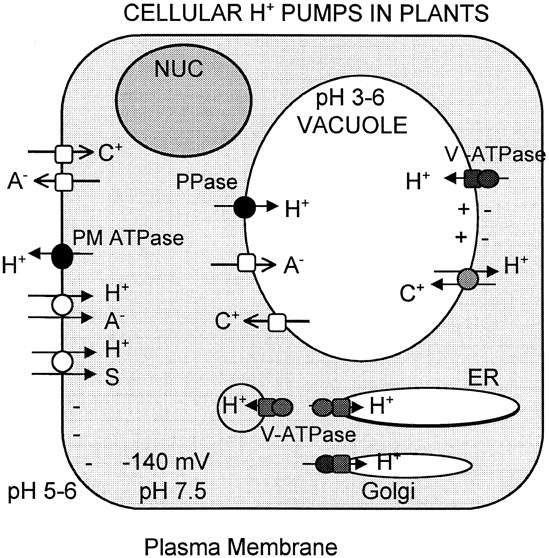 CELLULAR H⁺ PUMPS IN PLANTS
NUC
pH 3-6
VACUOLE
C⁺
A⁻
V-ATPase
H⁺
PPase
H⁺
+ -
+ -
PM ATPase
H⁺
H⁺
A⁻
A⁻
H⁺
C⁺
C⁺
H⁺
S
ER
H⁺
H⁺
V-ATPase
-
-
-
-140 mV
H⁺
pH 5-6
pH 7.5
Golgi
Plasma Membrane